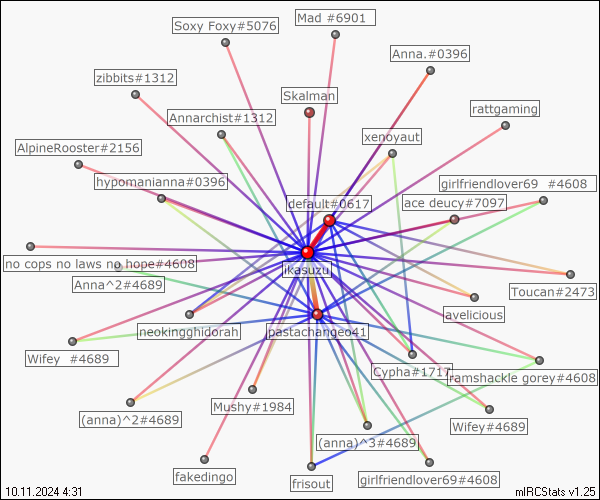 Mad #6901
Soxy Foxy#5076
Anna.#0396
zibbits#1312
Skalman
rattgaming
Annarchist#1312
xenoyaut
AlpineRooster#2156
hypomanianna#0396
girlfriendlover69 #4608
default#0617
ace deucy#7097
no cops no laws no hope#4608
ikasuzu
Anna^2#4689
Toucan#2473
avelicious
neokingghidorah
pastachangeo41
Wifey #4689
Cypha#1717
ramshackle gorey#4608
Mushy#1984
(anna)^2#4689
Wifey#4689
(anna)^3#4689
fakedingo
frisout
girlfriendlover69#4608
10.11.2024 4:31
mIRCStats v1.25